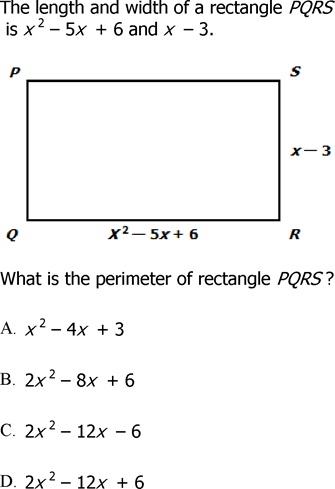 The length and width of a rectangle PQRS
is x² – 5x + 6 and x – 3.
P S
x – 3
Q X² – 5x + 6 R
What is the perimeter of rectangle PQRS?
A. x² – 4x + 3
B. 2x² – 8x + 6
C. 2x² – 12x – 6
D. 2x² – 12x + 6